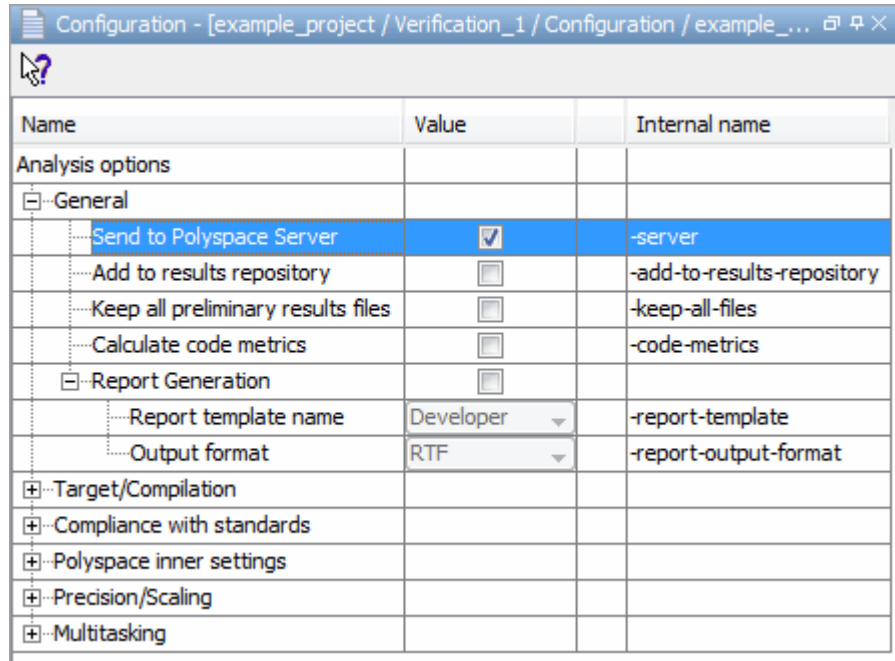 Configuration - [example_project / Verification_1 / Configuration / example_...
Name Value Internal name
Analysis options
General
Send to Polyspace Server -server
Add to results repository -add-to-results-repository
Keep all preliminary results files -keep-all-files
Calculate code metrics -code-metrics
Report Generation
Report template name Developer -report-template
Output format RTF -report-output-format
Target/Compilation
Compliance with standards
Polyspace inner settings
Precision/Scaling
Multitasking